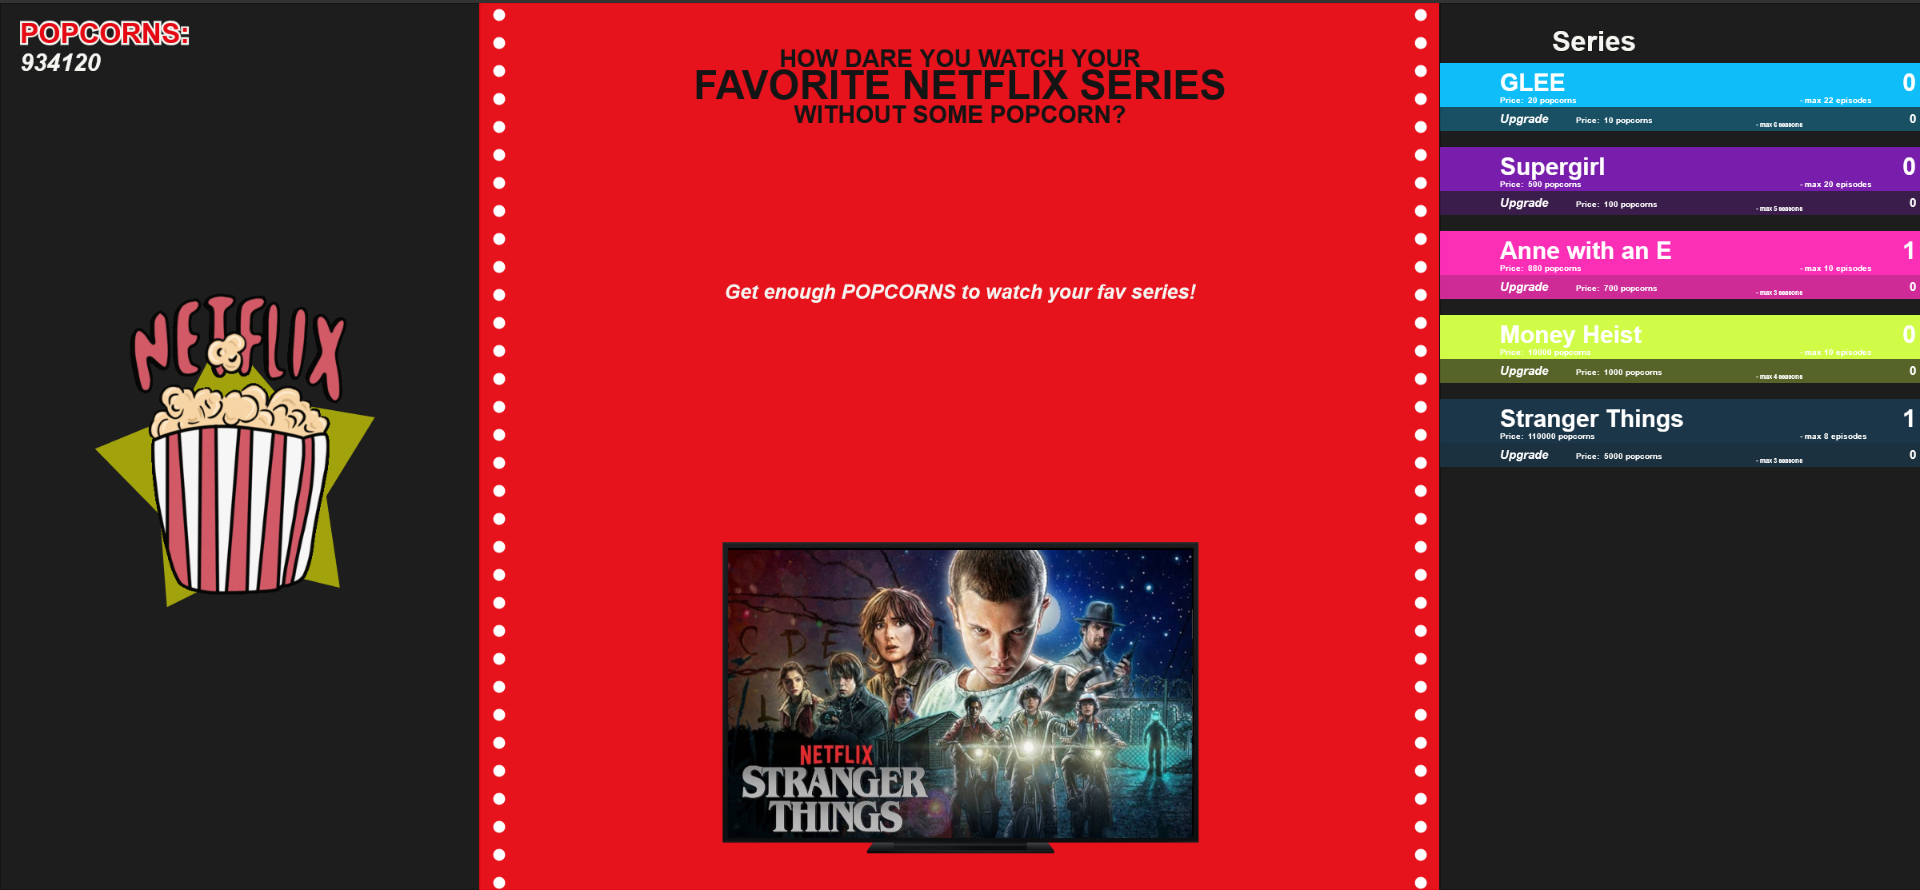 POPCORNS:
934120
NETFLIX
HOW DARE YOU WATCH YOUR
FAVORITE NETFLIX SERIES
WITHOUT SOME POPCORN?
Get enough POPCORNS to watch your fav series!
C D E
L
NETFLIX
STRANGER
THINGS
Series
GLEE 0
Price: 20 popcorns - max 22 episodes
Upgrade Price: 10 popcorns - max 6 seasons 0
Supergirl 0
Price: 500 popcorns - max 20 episodes
Upgrade Price: 100 popcorns - max 5 seasons 0
Anne with an E 1
Price: 880 popcorns - max 10 episodes
Upgrade Price: 700 popcorns - max 3 seasons 0
Money Heist 0
Price: 10000 popcorns - max 10 episodes
Upgrade Price: 1000 popcorns - max 4 seasons 0
Stranger Things 1
Price: 110000 popcorns - max 8 episodes
Upgrade Price: 5000 popcorns - max 3 seasons 0